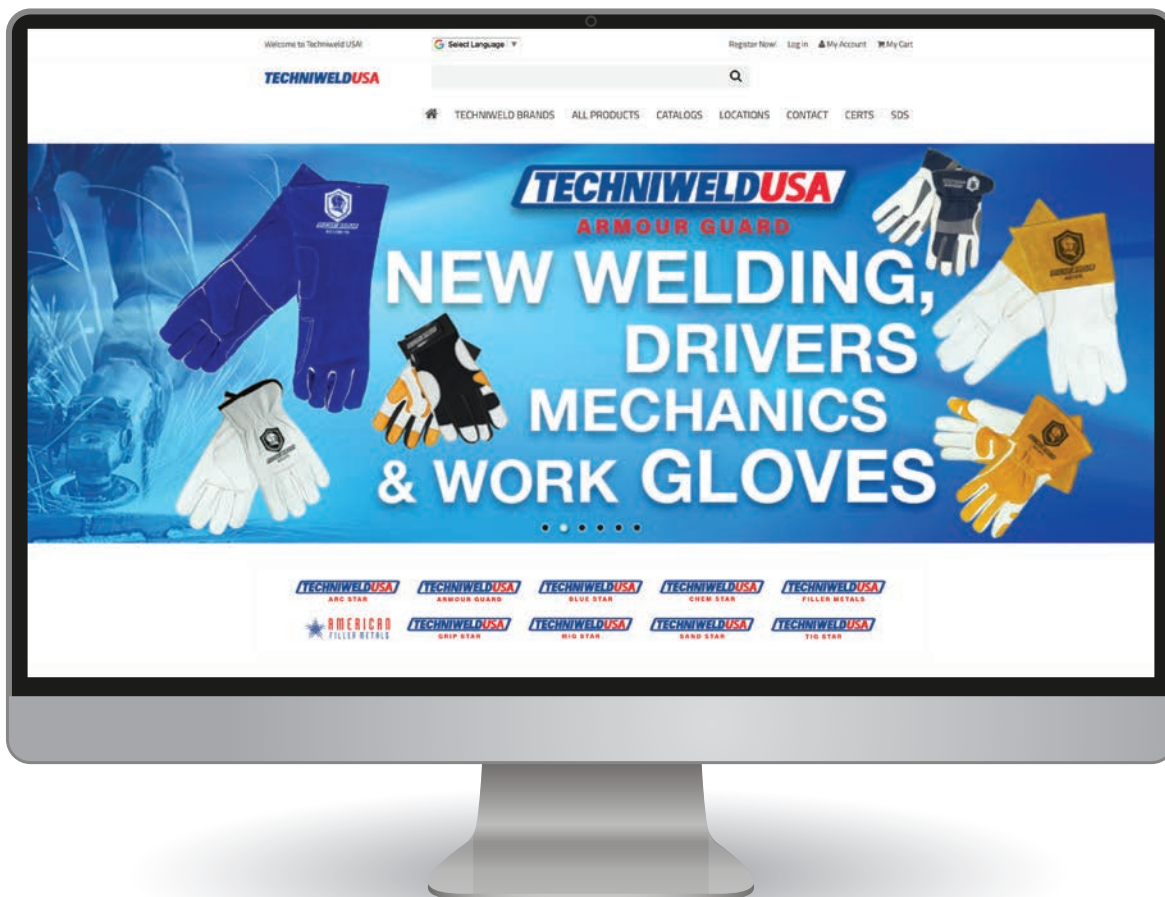 Welcome to Techniweld USA!
Select Language ▼
Register Now! Log in My Account My Cart
TECHNIWELDUSA
TECHNIWELD BRANDS ALL PRODUCTS CATALOGS LOCATIONS CONTACT CERTS SDS
TECHNIWELDUSA
ARMOUR GUARD
NEW WELDING,
DRIVERS
MECHANICS
& WORK GLOVES
TECHNIWELDUSA TECHNIWELDUSA TECHNIWELDUSA TECHNIWELDUSA TECHNIWELDUSA
ARC STAR ARMOUR GUARD BLUE STAR CHEM STAR FILLER METALS
AMERICAN TECHNIWELDUSA TECHNIWELDUSA TECHNIWELDUSA TECHNIWELDUSA
FILLER METALS GRIP STAR MIG STAR SAND STAR TIG STAR